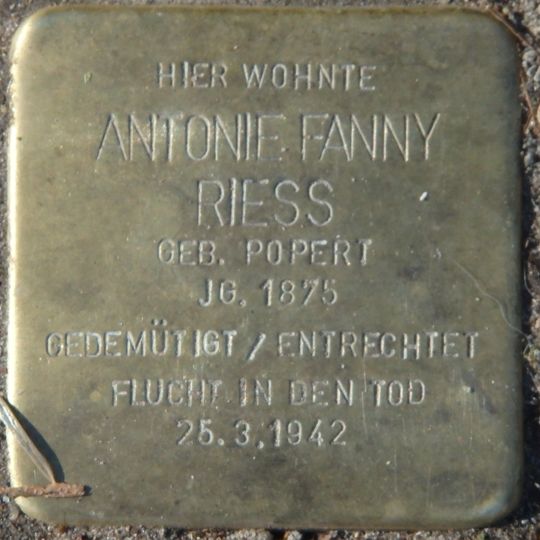 HIER WOHNTE
ANTONIE FANNY
RIESS
GEB. POPERT
JG. 1875
GEDEMÜTIGT / ENTRECHTET
FLUCHT IN DEN TOD
25.3.1942